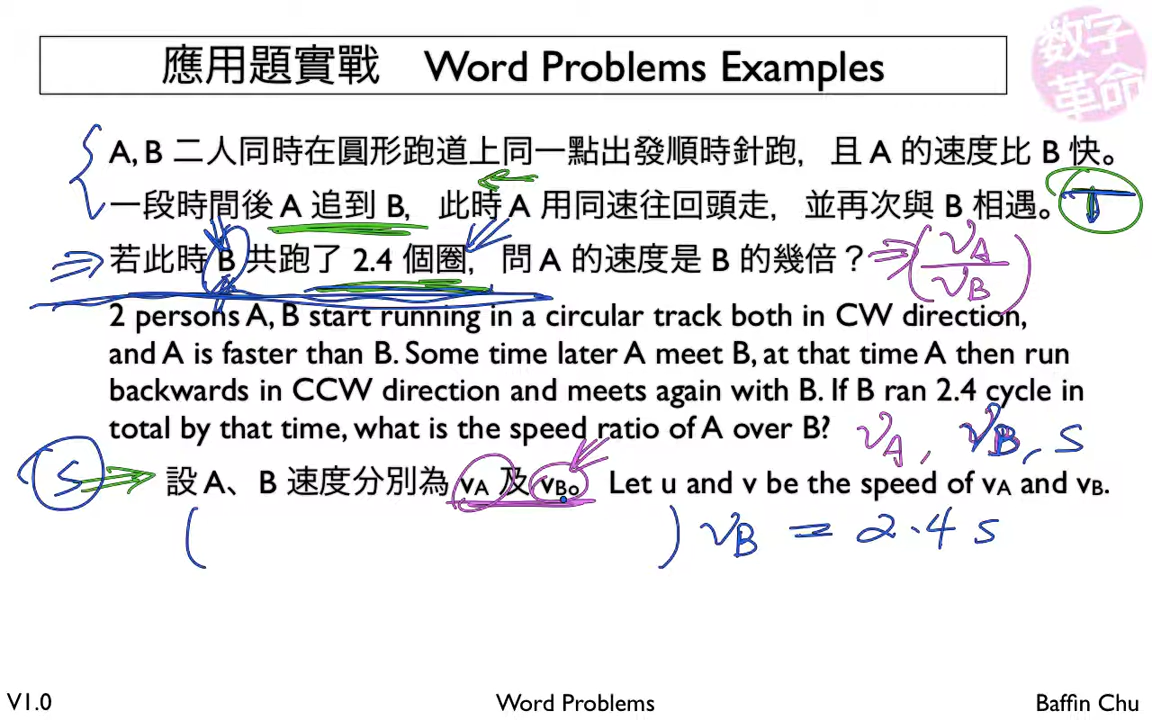 應用題實戰 Word Problems Examples
数字
革命
A, B 二人同時在圓形跑道上同一點出發順時針跑，且 A 的速度比 B 快。
一段時間後 A 追到 B，此時 A 用同速往回頭走，並再次與 B 相遇。
若此時 B 共跑了 2.4 個圈，問 A 的速度是 B 的幾倍？ ⇒ (vA/vB)
2 persons A, B start running in a circular track both in CW direction,
and A is faster than B. Some time later A meet B, at that time A then run
backwards in CCW direction and meets again with B. If B ran 2.4 cycle in
total by that time, what is the speed ratio of A over B? vA, vB, s
s 設 A、B 速度分別為 vA 及 vB。 Let u and v be the speed of vA and vB.
( ) vB = 2.4 s
V1.0 Word Problems Baffin Chu